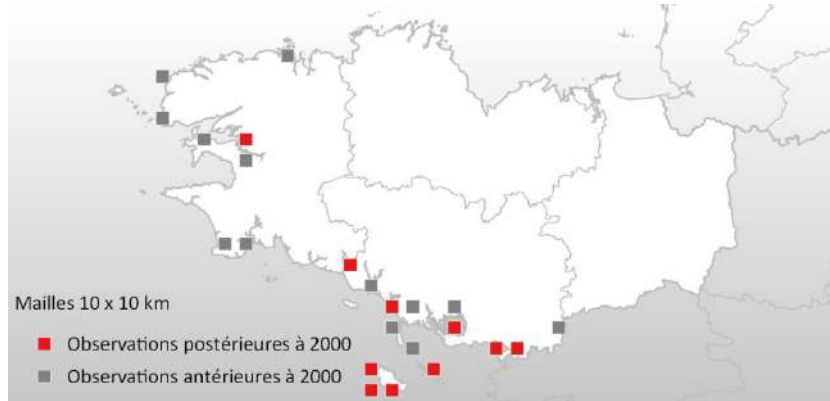 Mailles 10 x 10 km
Observations postérieures à 2000
Observations antérieures à 2000